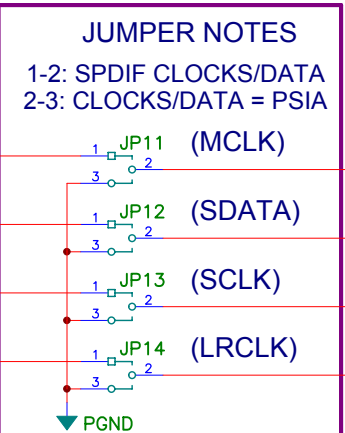 JUMPER NOTES
1-2: SPDIF CLOCKS/DATA
2-3: CLOCKS/DATA = PSIA
1 JP11 2 3 (MCLK)
1 JP12 2 3 (SDATA)
1 JP13 2 3 (SCLK)
1 JP14 2 3 (LRCLK)
PGND